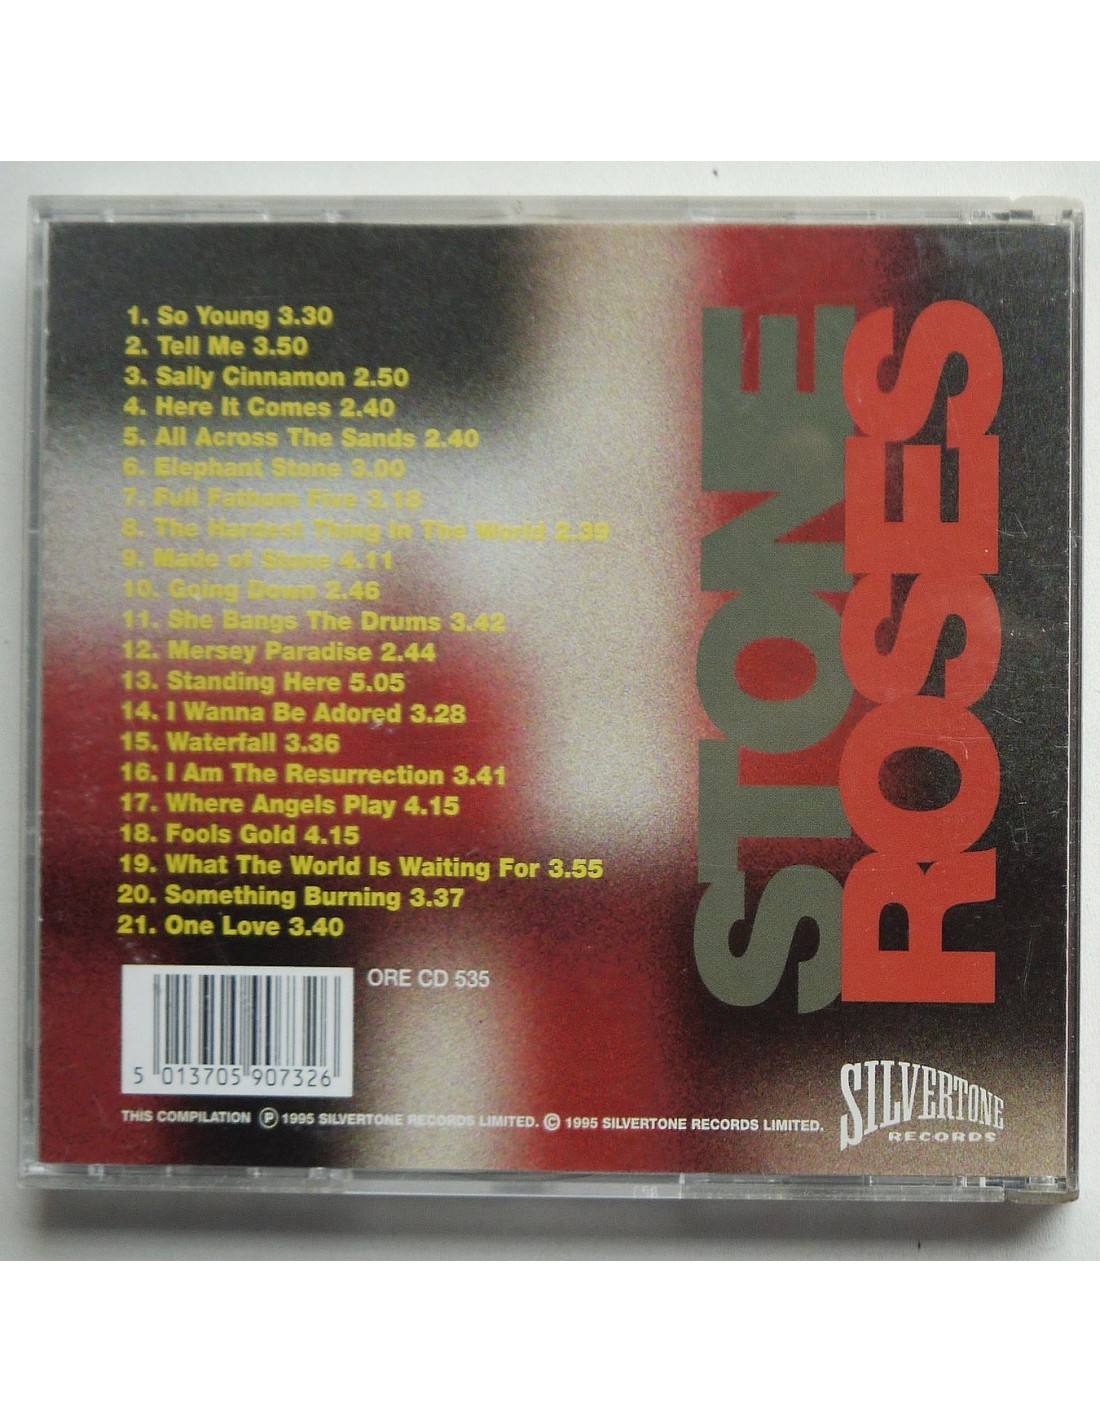 1. So Young 3.30
2. Tell Me 3.50
3. Sally Cinnamon 2.50
4. Here It Comes 2.40
5. All Across The Sands 2.40
6. Elephant Stone 3.00
7. Full Fathom Five 3.18
8. The Hardest Thing In The World 2.39
9. Made of Stone 4.11
10. Going Down 2.46
11. She Bangs The Drums 3.42
12. Mersey Paradise 2.44
13. Standing Here 5.05
14. I Wanna Be Adored 3.28
15. Waterfall 3.36
16. I Am The Resurrection 3.41
17. Where Angels Play 4.15
18. Fools Gold 4.15
19. What The World Is Waiting For 3.55
20. Something Burning 3.37
21. One Love 3.40
STONE
ROSES
ORE CD 535
5 013705 907326
THIS COMPILATION Ⓟ 1995 SILVERTONE RECORDS LIMITED. © 1995 SILVERTONE RECORDS LIMITED.
SILVERTONE
RECORDS